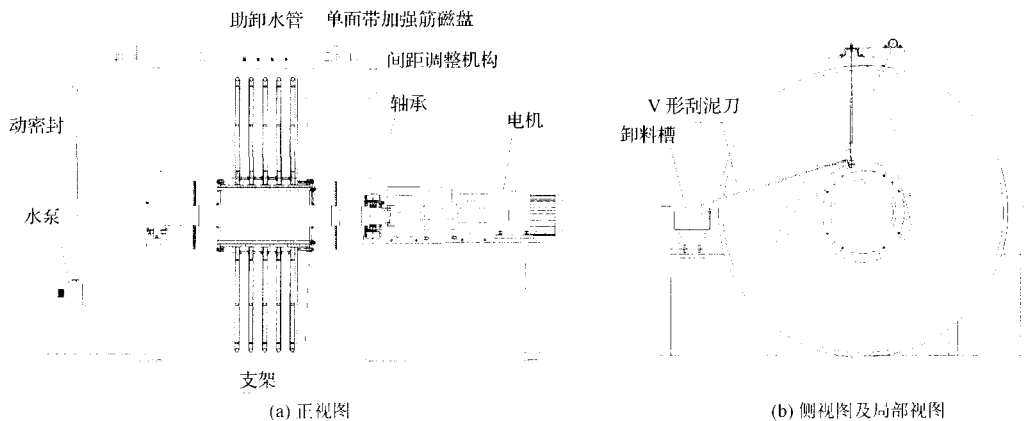 助卸水管 单面带加强筋磁盘
间距调整机构
轴承
动密封
电机
水泵
支架
(a) 正视图
V 形刮泥刀
卸料槽
(b) 侧视图及局部视图